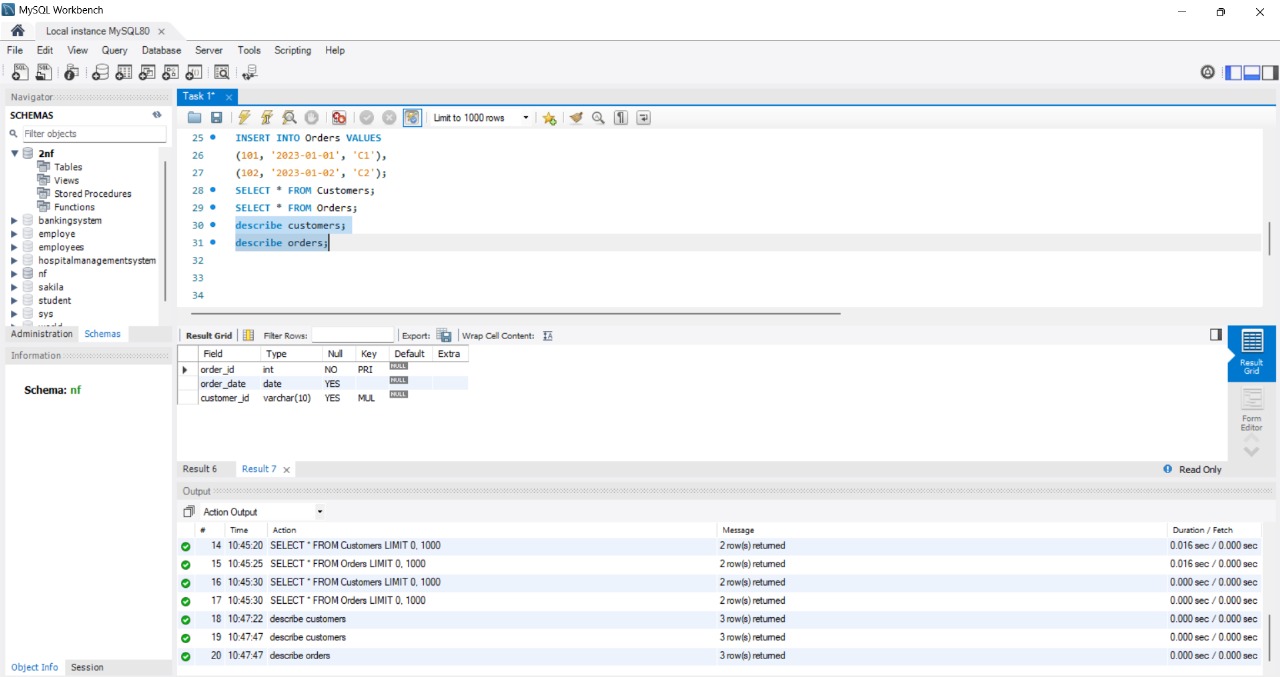 MySQL Workbench
Local instance MySQL80
File Edit View Query Database Server Tools Scripting Help
Navigator
SCHEMAS
Filter objects
2nf
Tables
Views
Stored Procedures
Functions
bankingsystem
employe
employees
hospitalmanagementsystem
nf
sakila
student
sys
Administration Schemas
Information
Schema: nf
Object Info Session
Task 1*
Limit to 1000 rows
25 INSERT INTO Orders VALUES
26 (101, '2023-01-01', 'C1'),
27 (102, '2023-01-02', 'C2');
28 SELECT * FROM Customers;
29 SELECT * FROM Orders;
30 describe customers;
31 describe orders;
32
33
34
Result Grid Filter Rows: Export: Wrap Cell Content:
Field Type Null Key Default Extra
order_id int NO PRI NULL
order_date date YES NULL
customer_id varchar(10) YES MUL NULL
Result Grid
Form Editor
Result 6 Result 7 Read Only
Output
Action Output
# Time Action Message Duration / Fetch
14 10:45:20 SELECT * FROM Customers LIMIT 0, 1000 2 row(s) returned 0.016 sec / 0.000 sec
15 10:45:25 SELECT * FROM Orders LIMIT 0, 1000 2 row(s) returned 0.016 sec / 0.000 sec
16 10:45:30 SELECT * FROM Customers LIMIT 0, 1000 2 row(s) returned 0.000 sec / 0.000 sec
17 10:45:30 SELECT * FROM Orders LIMIT 0, 1000 2 row(s) returned 0.000 sec / 0.000 sec
18 10:47:22 describe customers 3 row(s) returned 0.000 sec / 0.000 sec
19 10:47:47 describe customers 3 row(s) returned 0.000 sec / 0.000 sec
20 10:47:47 describe orders 3 row(s) returned 0.000 sec / 0.000 sec